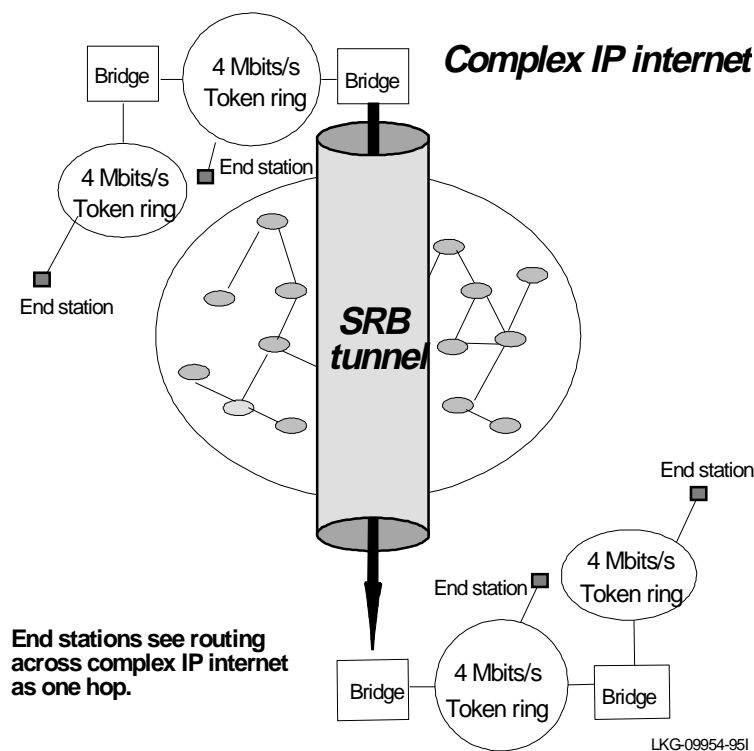 Complex IP internet
Bridge
4 Mbits/s
Token ring
Bridge
End station
4 Mbits/s
Token ring
End station
SRB
tunnel
End station
4 Mbits/s
Token ring
End station
End stations see routing
across complex IP internet
as one hop.
Bridge
4 Mbits/s
Token ring
Bridge
LKG-09954-95I